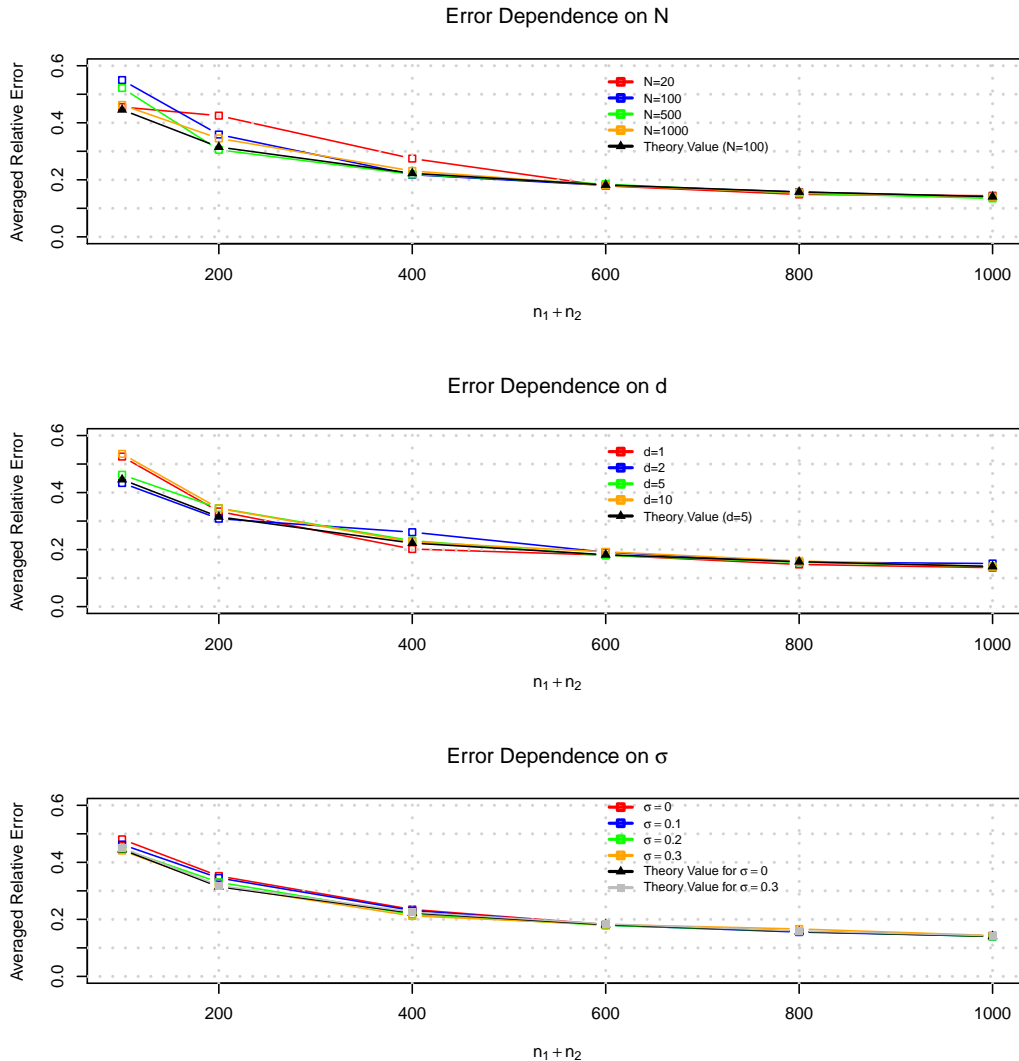 Error Dependence on N
Averaged Relative Error
0.6
0.4
0.2
0.0
N=20
N=100
N=500
N=1000
Theory Value (N=100)
200 400 600 800 1000
n₁ + n₂
Error Dependence on d
Averaged Relative Error
0.6
0.4
0.2
0.0
d=1
d=2
d=5
d=10
Theory Value (d=5)
200 400 600 800 1000
n₁ + n₂
Error Dependence on σ
Averaged Relative Error
0.6
0.4
0.2
0.0
σ = 0
σ = 0.1
σ = 0.2
σ = 0.3
Theory Value for σ = 0
Theory Value for σ = 0.3
200 400 600 800 1000
n₁ + n₂